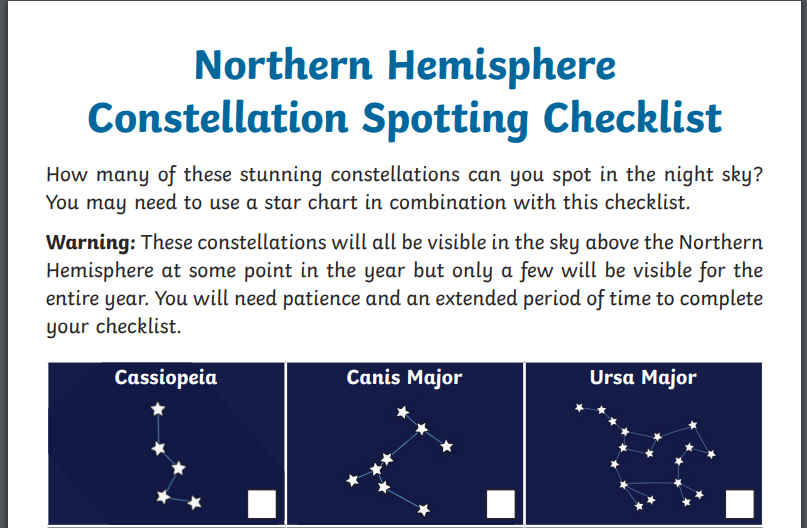 Northern Hemisphere
Constellation Spotting Checklist
How many of these stunning constellations can you spot in the night sky?
You may need to use a star chart in combination with this checklist.
Warning: These constellations will all be visible in the sky above the Northern
Hemisphere at some point in the year but only a few will be visible for the
entire year. You will need patience and an extended period of time to complete
your checklist.
Cassiopeia
Canis Major
Ursa Major